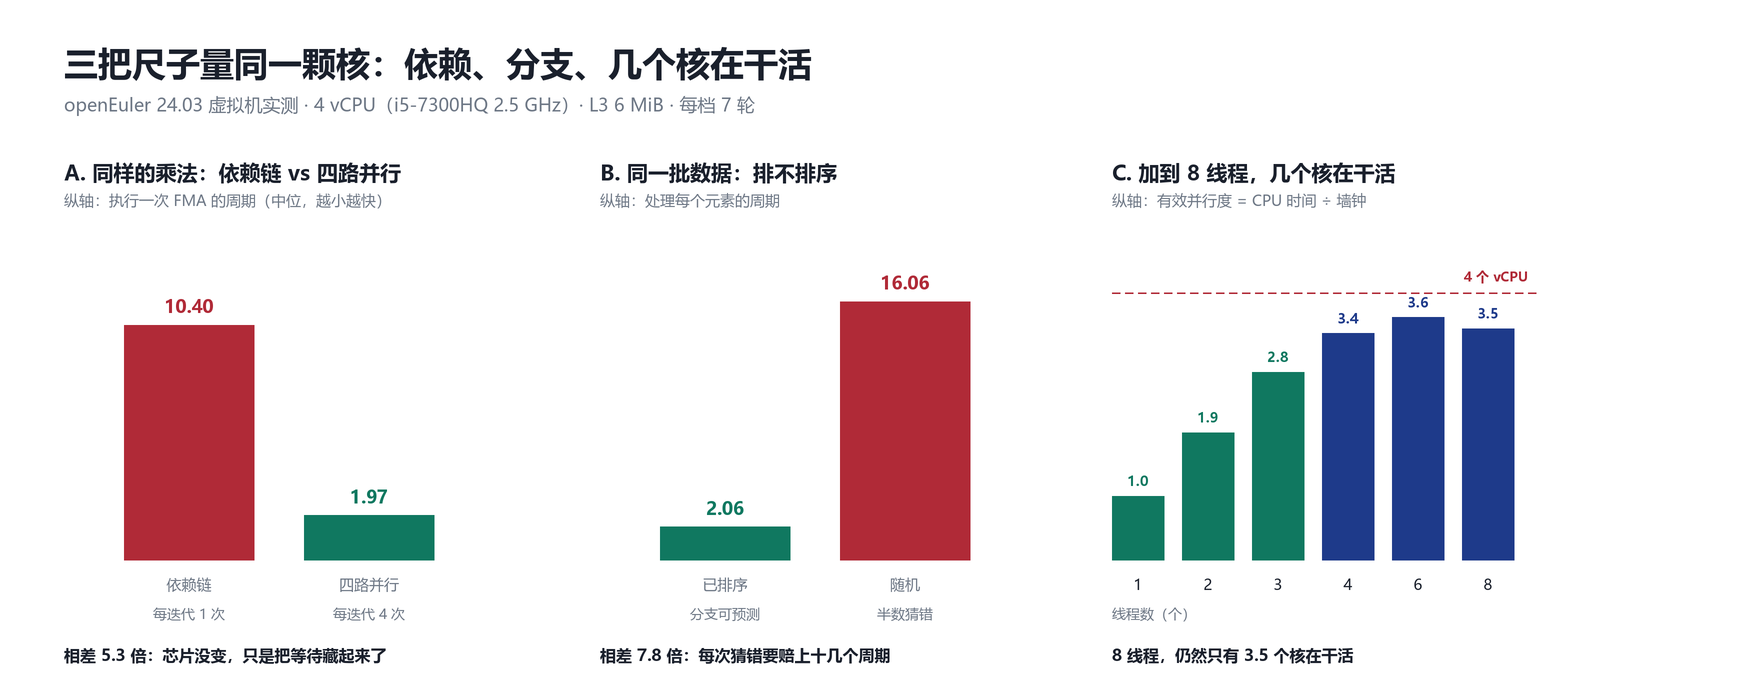 三把尺子量同一颗核：依赖、分支、几个核在干活
openEuler 24.03 虚拟机实测 · 4 vCPU（i5-7300HQ 2.5 GHz）· L3 6 MiB · 每档 7 轮
A. 同样的乘法：依赖链 vs 四路并行
纵轴：执行一次 FMA 的周期（中位，越小越快）
10.40
1.97
依赖链
四路并行
每迭代 1 次
每迭代 4 次
相差 5.3 倍：芯片没变，只是把等待藏起来了
B. 同一批数据：排不排序
纵轴：处理每个元素的周期
2.06
16.06
已排序
随机
分支可预测
半数猜错
相差 7.8 倍：每次猜错要赔上十几个周期
C. 加到 8 线程，几个核在干活
纵轴：有效并行度 = CPU 时间 ÷ 墙钟
4 个 vCPU
1.0
1.9
2.8
3.4
3.6
3.5
1
2
3
4
6
8
线程数（个）
8 线程，仍然只有 3.5 个核在干活